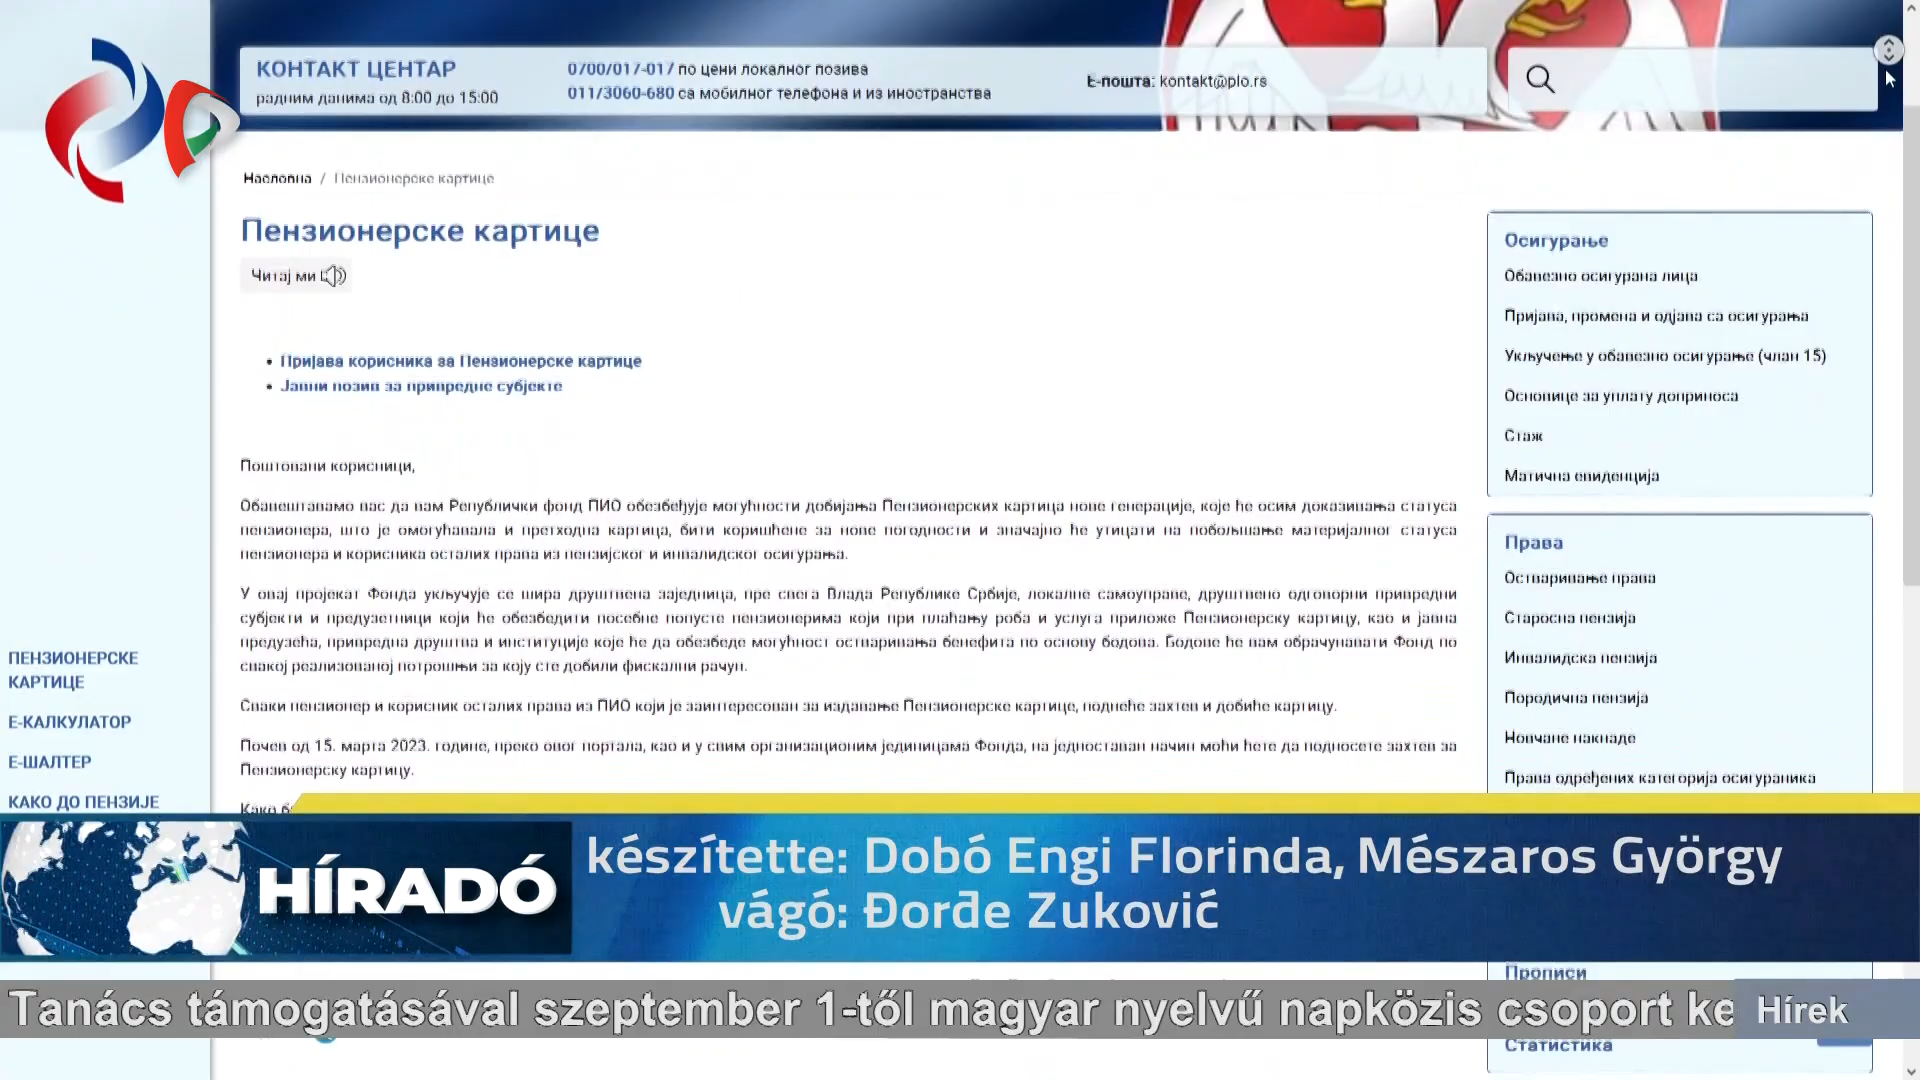 КОНТАКТ ЦЕНТАР
радним данима од 8:00 до 15:00
0700/017-017 по цени локалног позива
011/3060-680 са мобилног телефона и из иностранства
Е-пошта: kontakt@pio.rs
Насловна / Пензионерске картице
Пензионерске картице
Читај ми
Пријава корисника за Пензионерске картице
Јавни позив за привредне субјекте
Поштовани корисници,
Обавештавамо вас да вам Републички фонд ПИО обезбеђује могућности добијања Пензионерских картица нове генерације, које ће осим доказивања статуса
пензионера, што је омогућавала и претходна картица, бити коришћене за нове погодности и значајно ће утицати на побољшање материјалног статуса
пензионера и корисника осталих права из пензијског и инвалидског осигурања.
У овај пројекат Фонда укључује се шира друштвена заједница, пре свега Влада Републике Србије, локалне самоуправе, друштвено одговорни привредни
субјекти и предузетници који ће обезбедити посебне попусте пензионерима који при плаћању роба и услуга приложе Пензионерску картицу, као и јавна
предузећа, привредна друштва и институције које ће да обезбеде могућност остваривања бенефита по основу бодова. Бодове ће вам обрачунавати Фонд по
свакој реализованој потрошњи за коју сте добили фискални рачун.
Сваки пензионер и корисник осталих права из ПИО који је заинтересован за издавање Пензионерске картице, поднеће захтев и добиће картицу.
Почев од 15. марта 2023. године, преко овог портала, као и у свим организационим јединицама Фонда, на једноставан начин моћи ћете да подносете захтев за
Пензионерску картицу.
Како
Осигурање
Обавезно осигурана лица
Пријава, промена и одјава са осигурања
Укључење у обавезно осигурање (члан 15)
Основице за уплату доприноса
Стаж
Матична евиденција
Права
Остваривање права
Старосна пензија
Инвалидска пензија
Породична пензија
Новчане накнаде
Права одређених категорија осигураника
Прописи
Статистика
ПЕНЗИОНЕРСКЕ
КАРТИЦЕ
Е-КАЛКУЛАТОР
Е-ШАЛТЕР
КАКО ДО ПЕНЗИЈЕ
HÍRADÓ
készítette: Dobó Engi Florinda, Mészaros György
vágó: Đorđe Zuković
Tanács támogatásával szeptember 1-től magyar nyelvű napközis csoport ke
Hírek